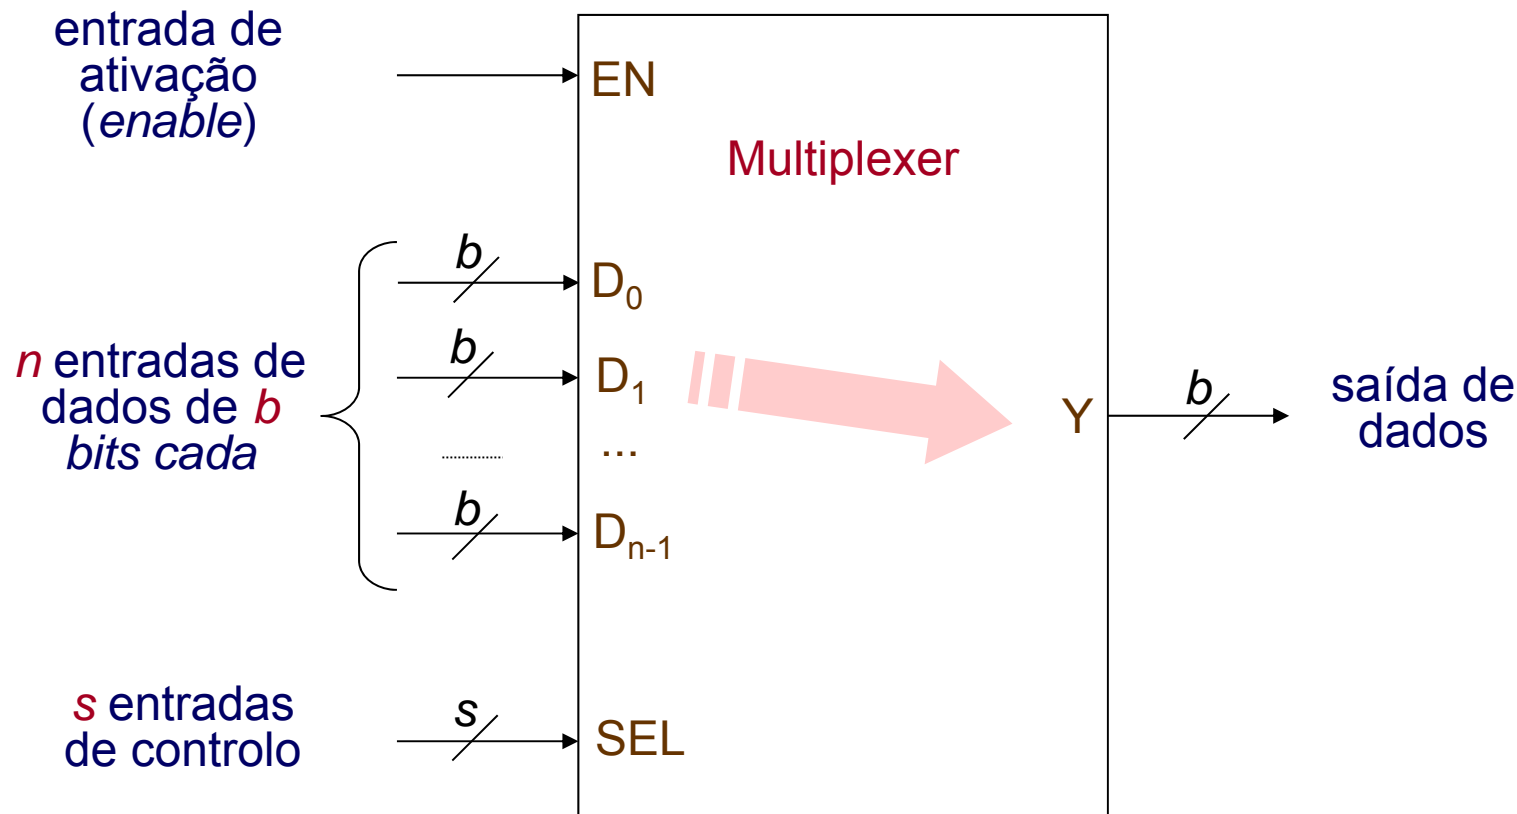 entrada de
ativação
(enable)
EN
Multiplexer
b
D₀
n entradas de
dados de b
bits cada
b
D₁
...
b
Dₙ₋₁
Y
b
saída de
dados
s entradas
de controlo
s
SEL